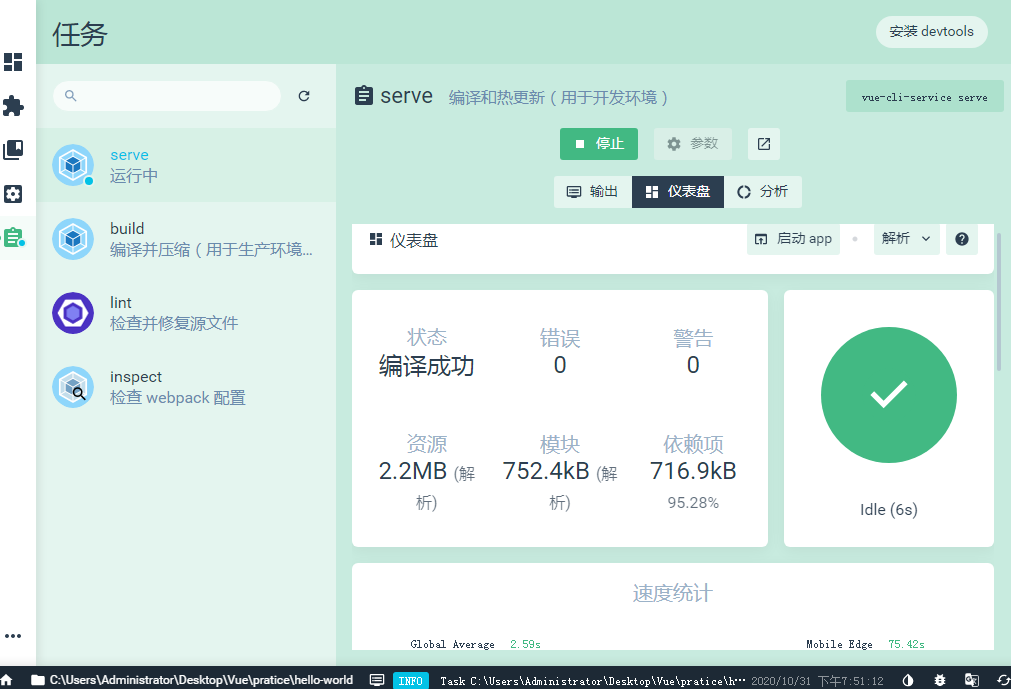 任务
安装 devtools
serve
运行中
build
编译并压缩（用于生产环境...
lint
检查并修复源文件
inspect
检查 webpack 配置
serve 编译和热更新（用于开发环境）
vue-cli-service serve
停止 参数
输出 仪表盘 分析
仪表盘 启动 app 解析
状态 错误 警告
编译成功 0 0
资源 模块 依赖项
2.2MB (解析) 752.4kB (解析) 716.9kB
95.28%
Idle (6s)
速度统计
Global Average 2.59s Mobile Edge 75.42s
C:\Users\Administrator\Desktop\Vue\pratice\hello-world INFO Task C:\Users\Administrator\Desktop\Vue\pratice\h... 2020/10/31 下午7:51:12